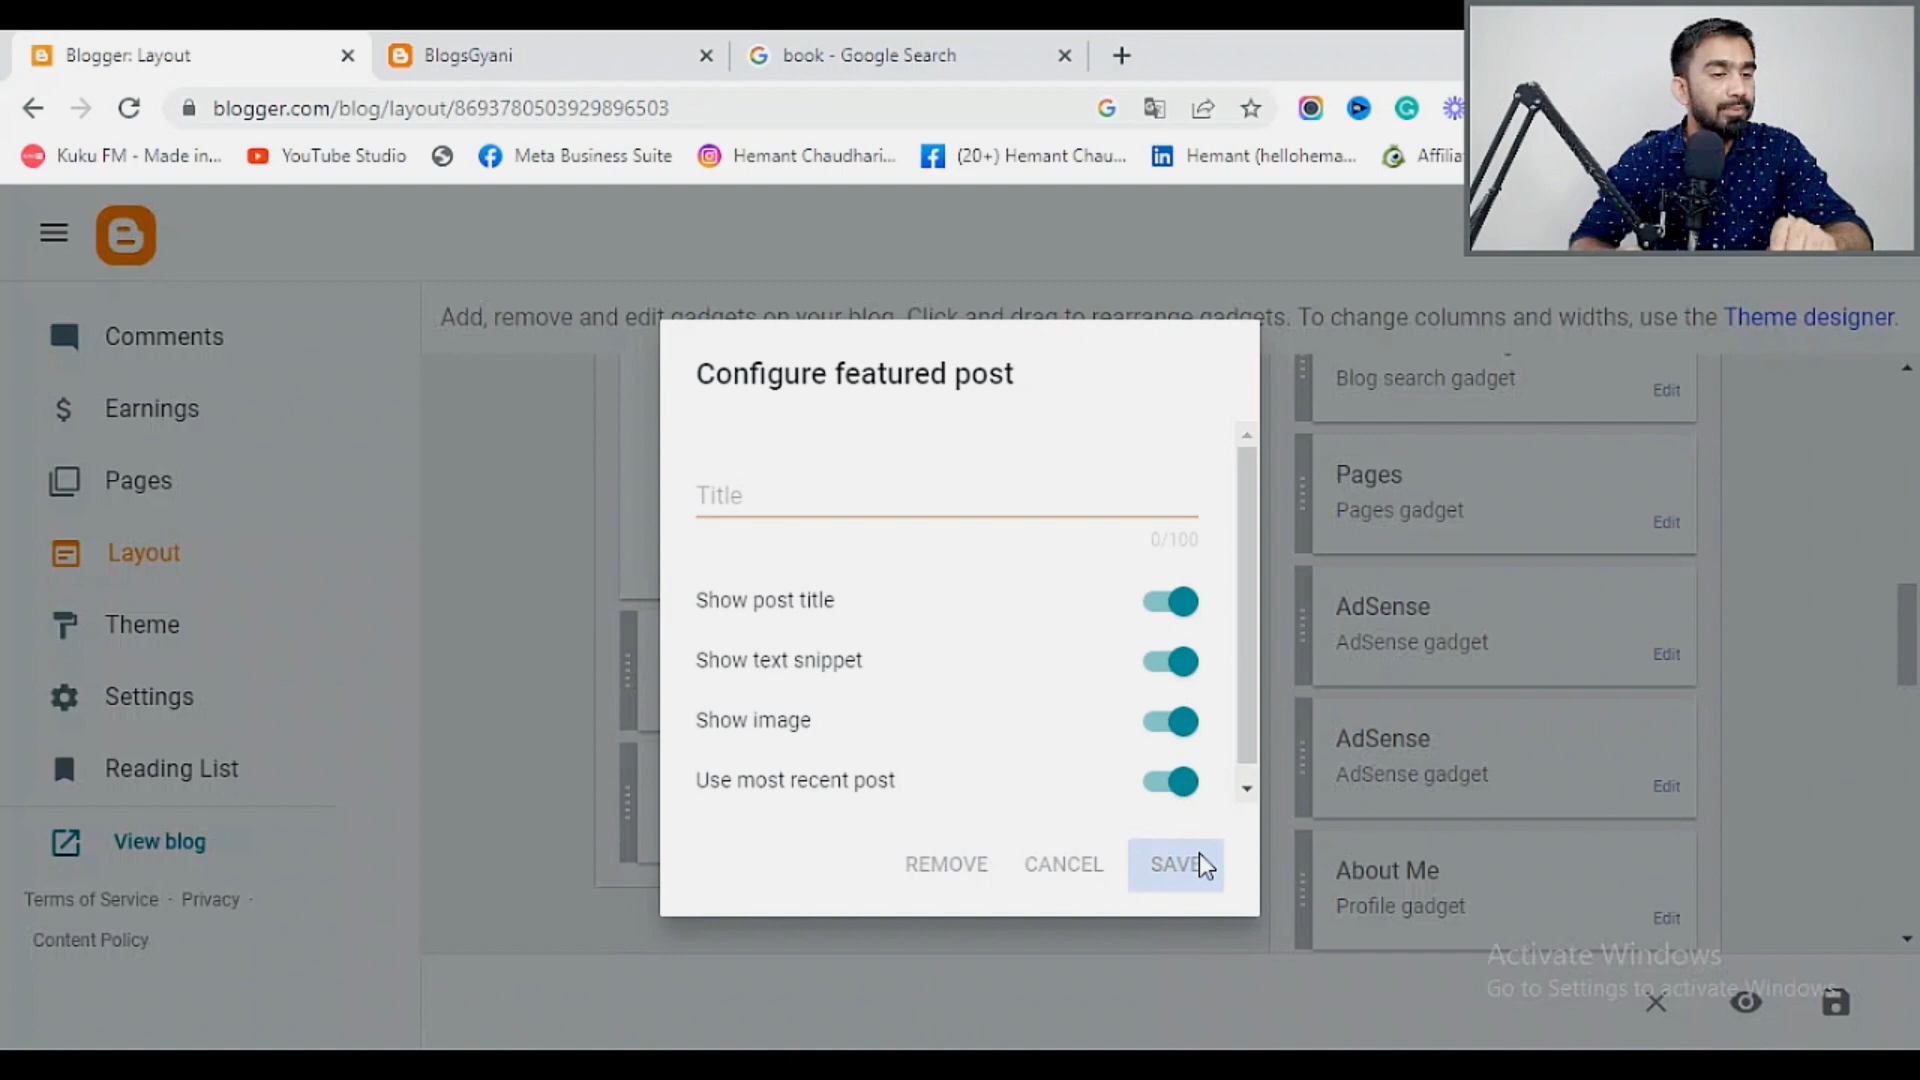 Blogger: Layout
BlogsGyani
book - Google Search
blogger.com/blog/layout/8693780503929896503
Kuku FM - Made in...
YouTube Studio
Meta Business Suite
Hemant Chaudhari...
(20+) Hemant Chau...
Hemant (hellohema...
Affilia
Add, remove and edit gadgets on your blog. Click and drag to rearrange gadgets. To change columns and widths, use the Theme designer.
Comments
Earnings
Pages
Layout
Theme
Settings
Reading List
View blog
Terms of Service · Privacy ·
Content Policy
Configure featured post
Title
0/100
Show post title
Show text snippet
Show image
Use most recent post
REMOVE
CANCEL
SAVE
Blog search gadget
Edit
Pages
Pages gadget
Edit
AdSense
AdSense gadget
Edit
AdSense
AdSense gadget
Edit
About Me
Profile gadget
Edit
Activate Windows
Go to Settings to activate Windows.